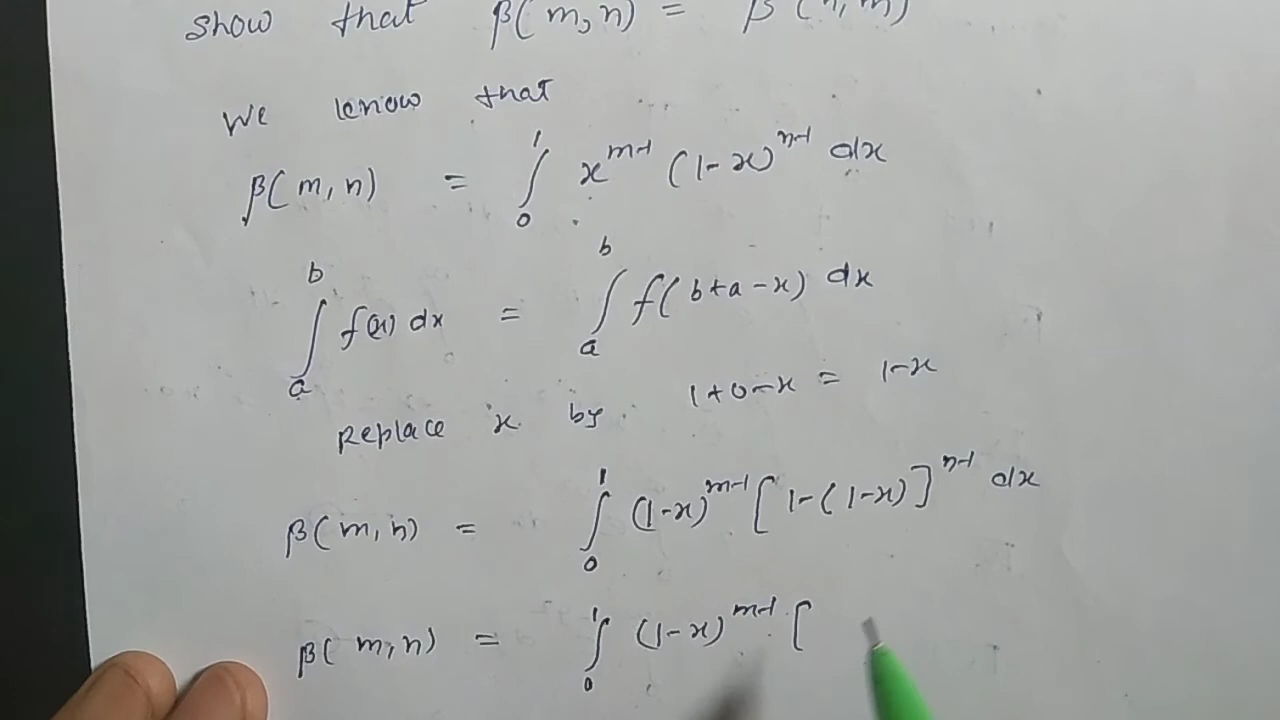 show that β(m,n) = β(n,m)
We know that
β(m,n) = ∫₀¹ x^(m-1) (1-x)^(n-1) dx
∫ₐᵇ f(x) dx = ∫ₐᵇ f(b+a-x) dx
Replace x by 1+0-x = 1-x
β(m,n) = ∫₀¹ (1-x)^(m-1) [1-(1-x)]^(n-1) dx
β(m,n) = ∫₀¹ (1-x)^(m-1) [